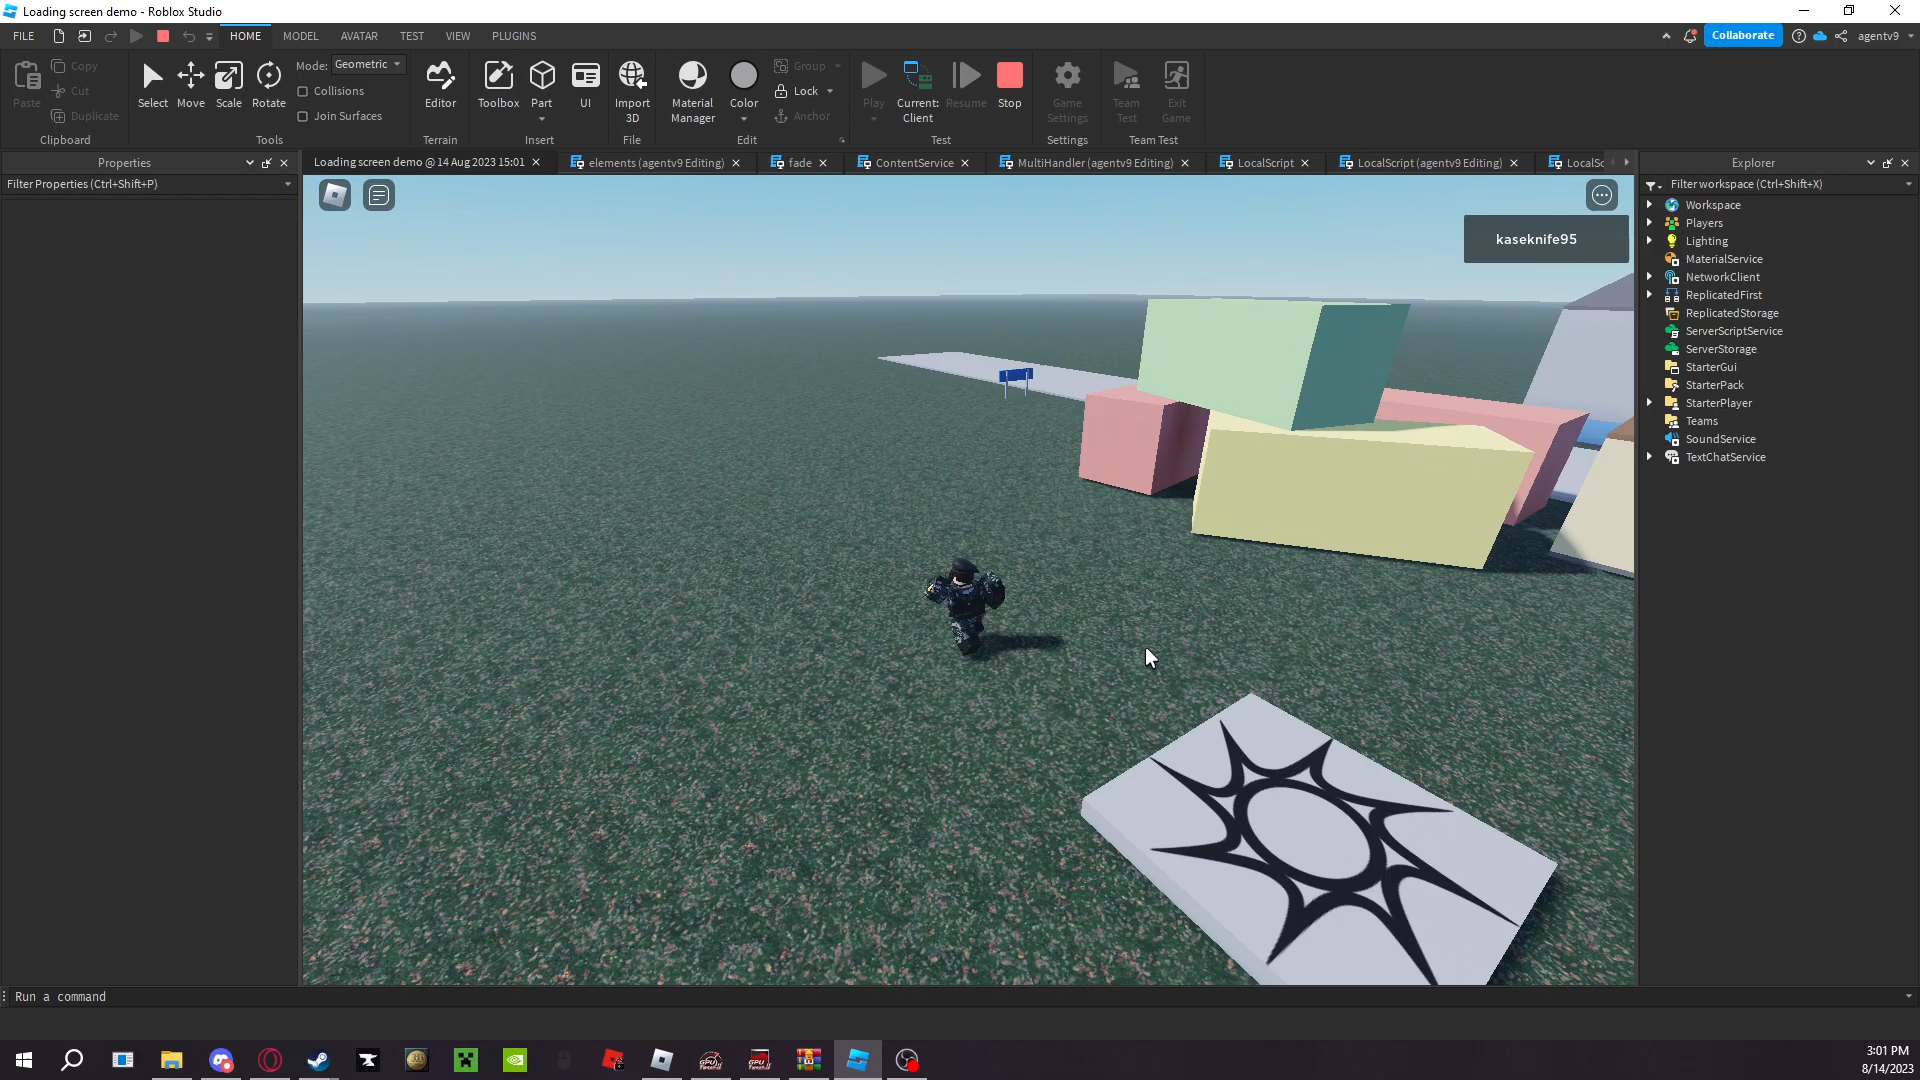 Loading screen demo - Roblox Studio
FILE HOME MODEL AVATAR TEST VIEW PLUGINS Collaborate agentv9
Paste Copy Cut Duplicate Clipboard
Select Move Scale Rotate Mode: Geometric Collisions Join Surfaces Tools
Editor Terrain
Toolbox Part UI Insert
Import 3D File
Material Manager Color Group Lock Anchor Edit
Play Current: Client Resume Stop Test
Game Settings Settings
Team Test Exit Game Team Test
Properties
Filter Properties (Ctrl+Shift+P)
Loading screen demo @ 14 Aug 2023 15:01 elements (agentv9 Editing) fade ContentService MultiHandler (agentv9 Editing) LocalScript LocalScript (agentv9 Editing) LocalSc
kaseknife95
Explorer
Filter workspace (Ctrl+Shift+X)
Workspace
Players
Lighting
MaterialService
NetworkClient
ReplicatedFirst
ReplicatedStorage
ServerScriptService
ServerStorage
StarterGui
StarterPack
StarterPlayer
Teams
SoundService
TextChatService
Run a command
3:01 PM
8/14/2023